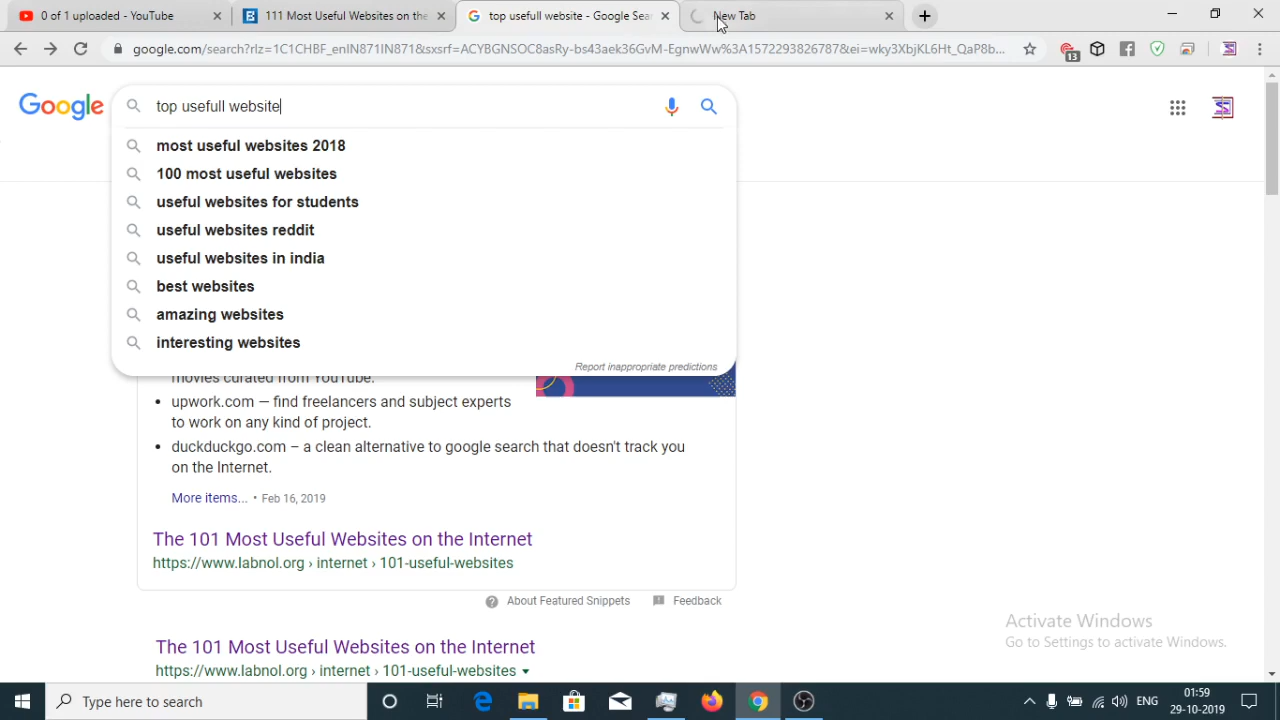 0 of 1 uploaded - YouTube
111 Most Useful Websites on the
top usefull website - Google Sear
New Tab
google.com/search?rlz=1C1CHBF_enIN871IN871&sxsrf=ACYBGNSOC8asRy-bs43aek36GvM-EgnwWw%3A1572293826787&ei=wky3XbjKL6Ht_QaP8b...
13
Google
top usefull website
most useful websites 2018
100 most useful websites
useful websites for students
useful websites reddit
useful websites in india
best websites
amazing websites
interesting websites
Report inappropriate predictions
movies curated from YouTube.
• upwork.com — find freelancers and subject experts
to work on any kind of project.
• duckduckgo.com – a clean alternative to google search that doesn't track you
on the Internet.
More items... • Feb 16, 2019
The 101 Most Useful Websites on the Internet
https://www.labnol.org › internet › 101-useful-websites
About Featured Snippets
Feedback
The 101 Most Useful Websites on the Internet
https://www.labnol.org › internet › 101-useful-websites
Activate Windows
Go to Settings to activate Windows.
Type here to search
ENG
01:59
29-10-2019